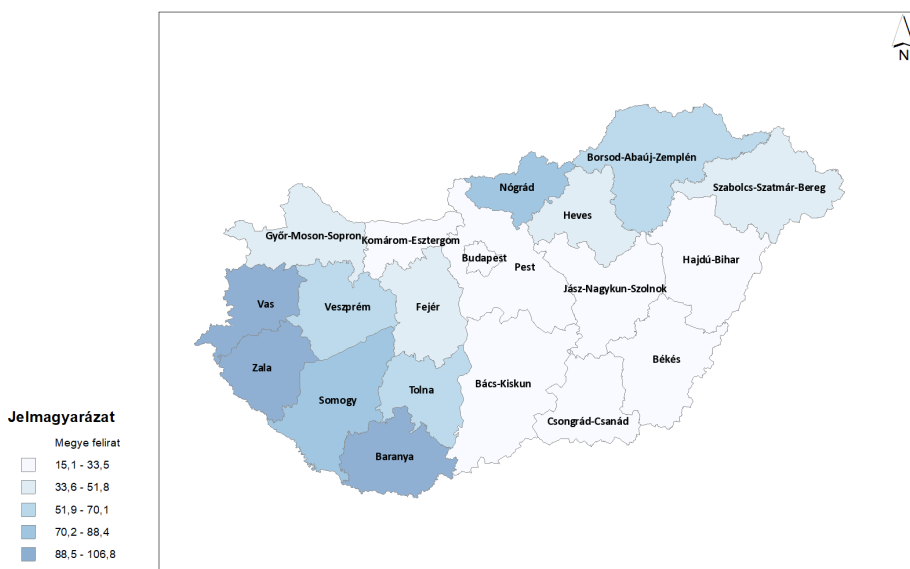 N
Borsod-Abaúj-Zemplén
Nógrád
Szabolcs-Szatmár-Bereg
Heves
Győr-Moson-Sopron
Komárom-Esztergom
Budapest
Pest
Hajdú-Bihar
Jász-Nagykun-Szolnok
Vas
Veszprém
Fejér
Békés
Zala
Bács-Kiskun
Tolna
Somogy
Csongrád-Csanád
Baranya
Jelmagyarázat
Megye felirat
15,1 - 33,5
33,6 - 51,8
51,9 - 70,1
70,2 - 88,4
88,5 - 106,8